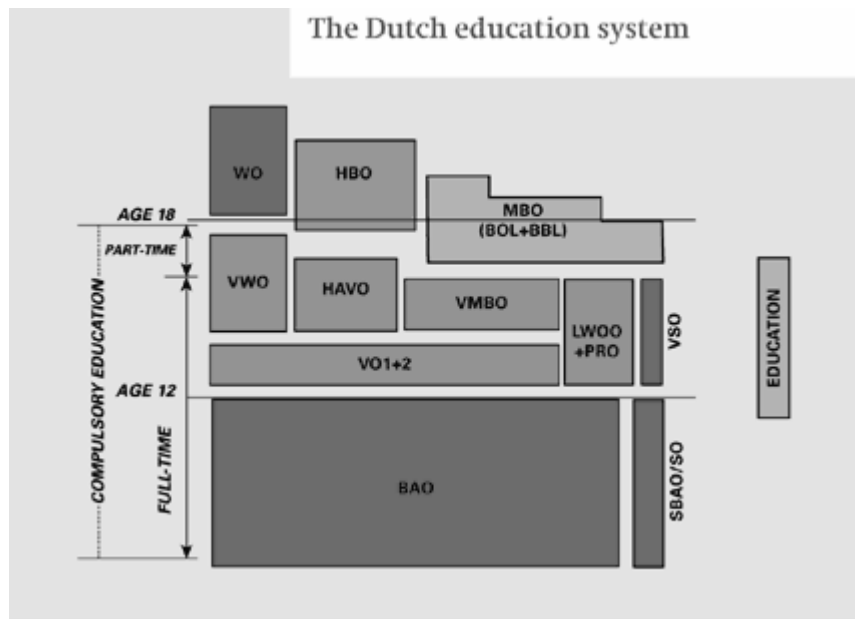 The Dutch education system
WO
HBO
MBO
(BOL+BBL)
AGE 18
PART-TIME
VWO
HAVO
VMBO
LWOO
+PRO
VSO
VO1+2
AGE 12
COMPULSORY EDUCATION
FULL-TIME
BAO
SBAO/SO
EDUCATION